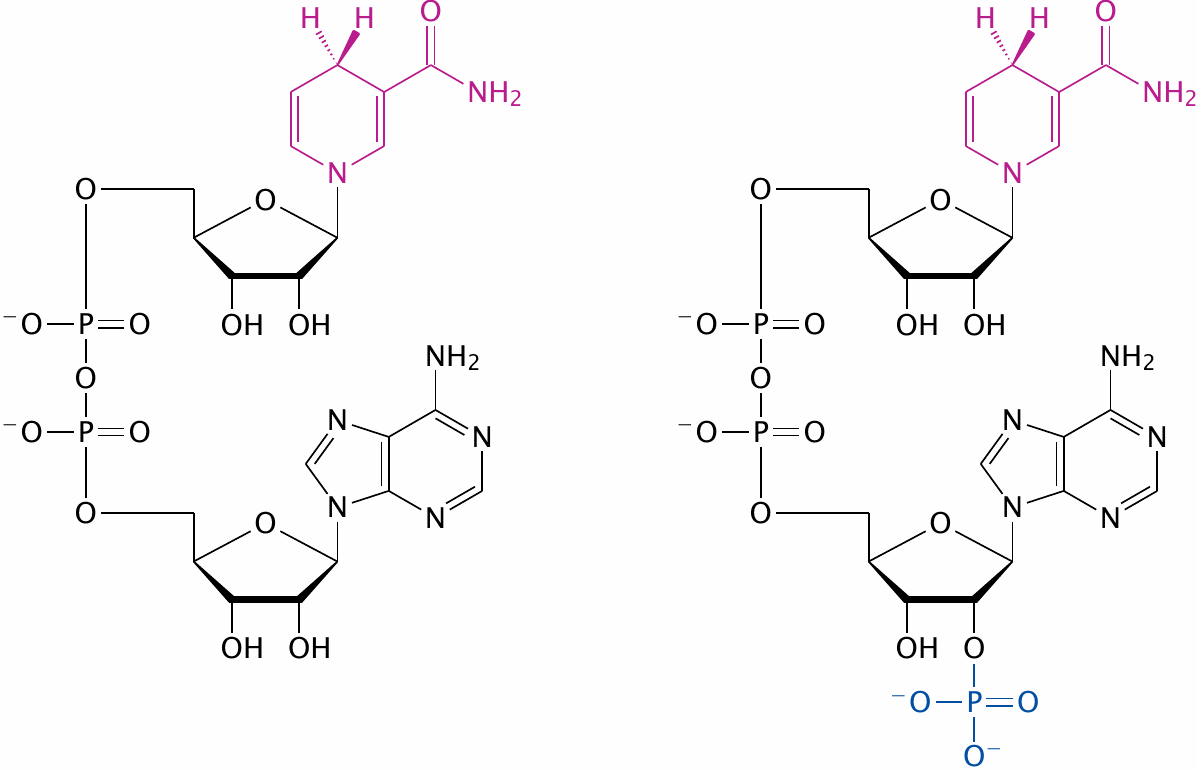 H H O H H O
NH2 NH2
N N
O O O O
⁻O P O OH OH ⁻O P O OH OH
NH2 NH2
O O
N N N N
⁻O P O ⁻O P O
O O N N O O N N
OH OH OH O
⁻O P O
O⁻